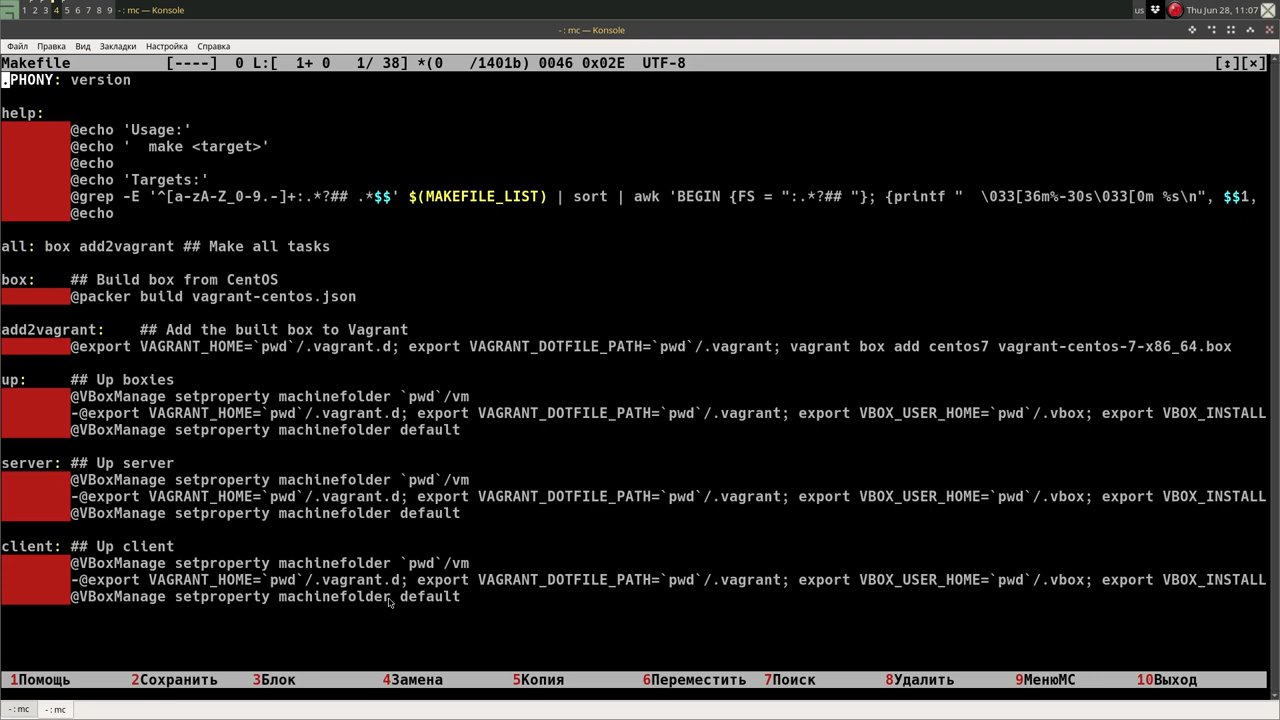 1 2 3 4 5 6 7 8 9 - : mc — Konsole us Thu Jun 28, 11:07
- : mc — Konsole
Файл Правка Вид Закладки Настройка Справка
Makefile [----] 0 L:[ 1+ 0 1/ 38] *(0 /1401b) 0046 0x02E UTF-8 [↕][×]
.PHONY: version
help:
@echo 'Usage:'
@echo '  make <target>'
@echo
@echo 'Targets:'
@grep -E '^[a-zA-Z_0-9.-]+:.*?## .*$$' $(MAKEFILE_LIST) | sort | awk 'BEGIN {FS = ":.*?## "}; {printf "  \033[36m%-30s\033[0m %s\n", $$1,
@echo
all: box add2vagrant ## Make all tasks
box: ## Build box from CentOS
@packer build vagrant-centos.json
add2vagrant: ## Add the built box to Vagrant
@export VAGRANT_HOME=`pwd`/.vagrant.d; export VAGRANT_DOTFILE_PATH=`pwd`/.vagrant; vagrant box add centos7 vagrant-centos-7-x86_64.box
up: ## Up boxies
@VBoxManage setproperty machinefolder `pwd`/vm
-@export VAGRANT_HOME=`pwd`/.vagrant.d; export VAGRANT_DOTFILE_PATH=`pwd`/.vagrant; export VBOX_USER_HOME=`pwd`/.vbox; export VBOX_INSTALL
@VBoxManage setproperty machinefolder default
server: ## Up server
@VBoxManage setproperty machinefolder `pwd`/vm
-@export VAGRANT_HOME=`pwd`/.vagrant.d; export VAGRANT_DOTFILE_PATH=`pwd`/.vagrant; export VBOX_USER_HOME=`pwd`/.vbox; export VBOX_INSTALL
@VBoxManage setproperty machinefolder default
client: ## Up client
@VBoxManage setproperty machinefolder `pwd`/vm
-@export VAGRANT_HOME=`pwd`/.vagrant.d; export VAGRANT_DOTFILE_PATH=`pwd`/.vagrant; export VBOX_USER_HOME=`pwd`/.vbox; export VBOX_INSTALL
@VBoxManage setproperty machinefolder default
1Помощь 2Сохранить 3Блок 4Замена 5Копия 6Переместить 7Поиск 8Удалить 9МенюМС 10Выход
- : mc - : mc